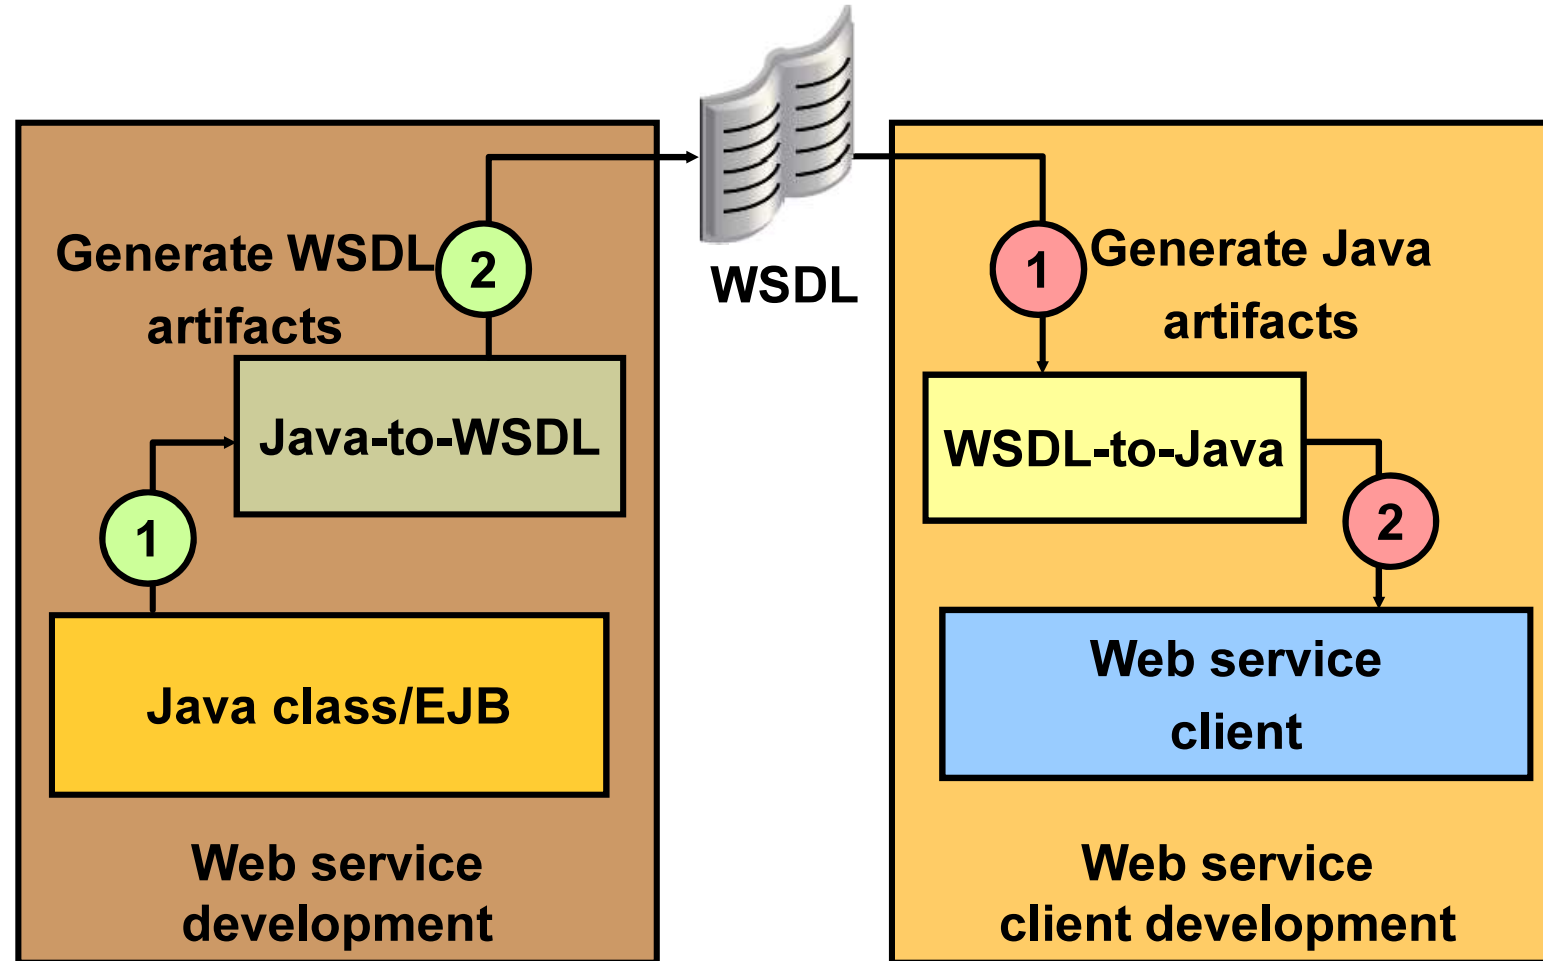 Generate WSDL
artifacts
2
Java-to-WSDL
1
Java class/EJB
Web service
development
WSDL
1
Generate Java
artifacts
WSDL-to-Java
2
Web service
client
Web service
client development